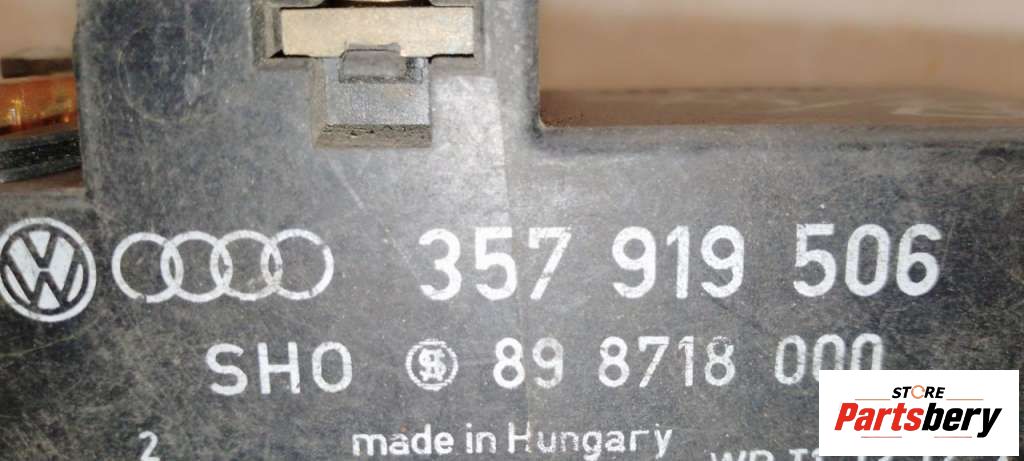 357 919 506
SHO 89 8718 000
2 made in Hungary
STORE
Partsbery